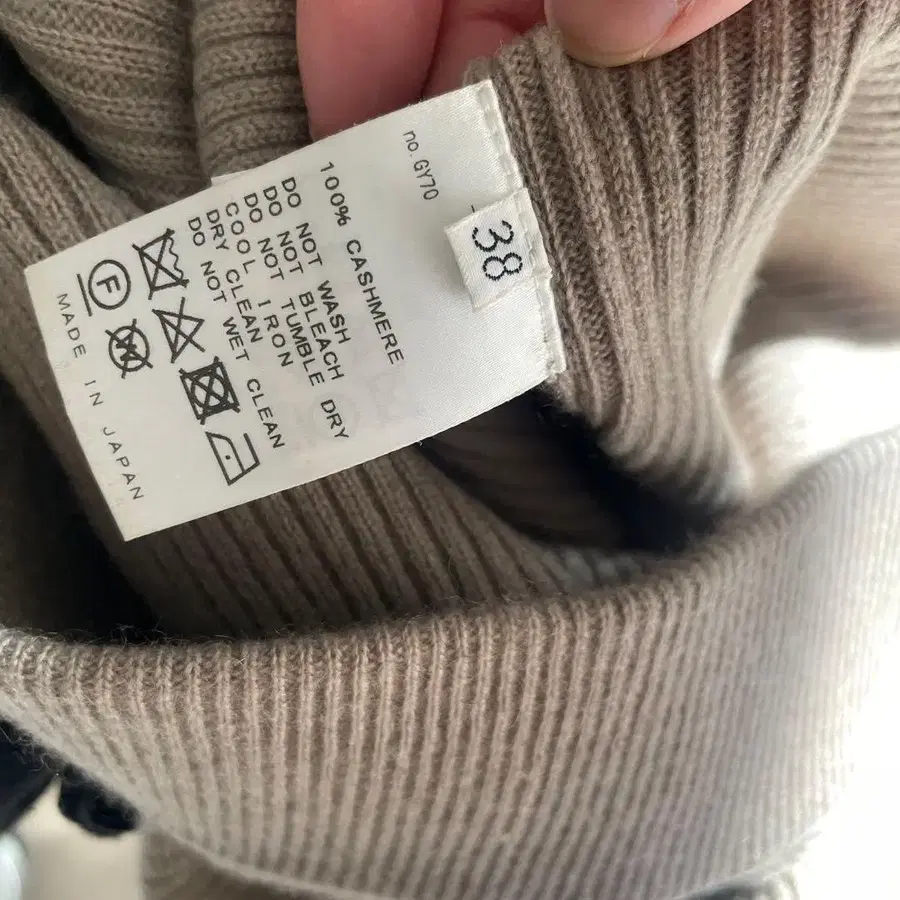 no. GY70
38
100% CASHMERE
DO NOT WASH
DO NOT BLEACH
DO NOT TUMBLE DRY
COOL IRON
DRY CLEAN
DO NOT WET CLEAN
F
W
MADE IN JAPAN